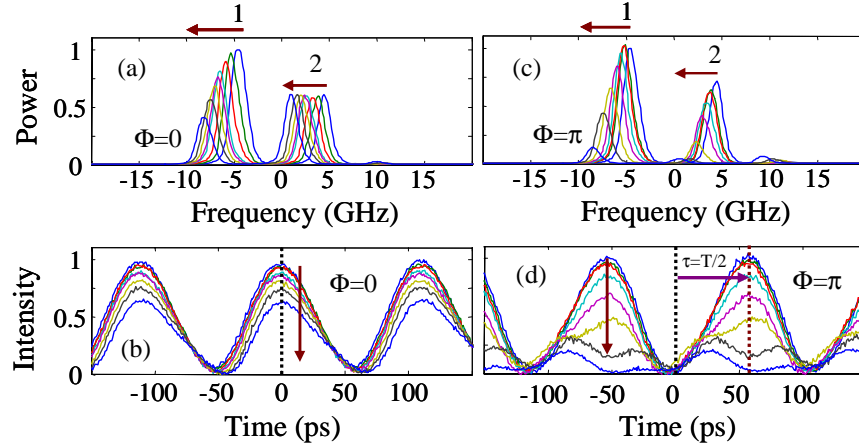 1
1
(a)
2
(c)
2
Power
1
0.5
0
Φ=0
Φ=π
-15 -10 -5 0 5 10 15
-15 -10 -5 0 5 10 15
Frequency (GHz)
Frequency (GHz)
Intensity
1
0.5
0
Φ=0
(b)
(d)
τ=T/2
Φ=π
-100 -50 0 50 100
-100 -50 0 50 100
Time (ps)
Time (ps)